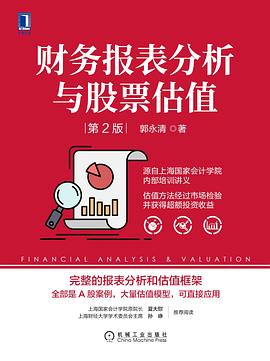 财务报表分析
与股票估值
第2版 郭永清 著
源自上海国家会计学院
内部培训讲义
估值方法经过市场检验
并获得超额投资收益
FINANCIAL ANALYSIS & VALUATION
完整的报表分析和估值框架
全部是A股案例，大量估值模型，可直接应用
上海国家会计学院原院长 夏大慰
上海财经大学学术委员会主席 孙铮
推荐阅读
机械工业出版社
China Machine Press